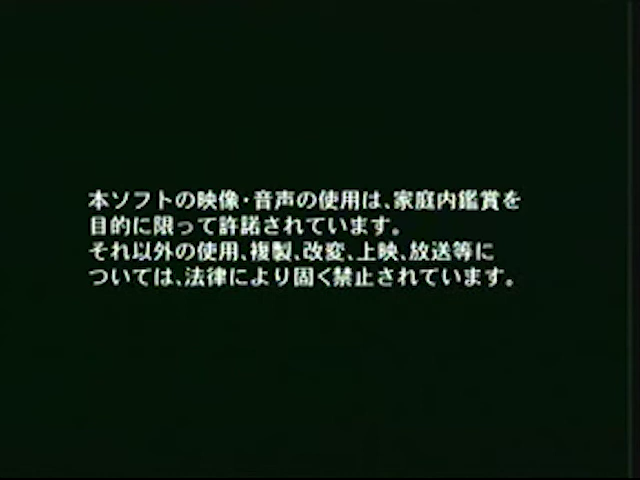 本ソフトの映像・音声の使用は、家庭内鑑賞を
目的に限って許諾されています。
それ以外の使用、複製、改変、上映、放送等に
ついては、法律により固く禁止されています。